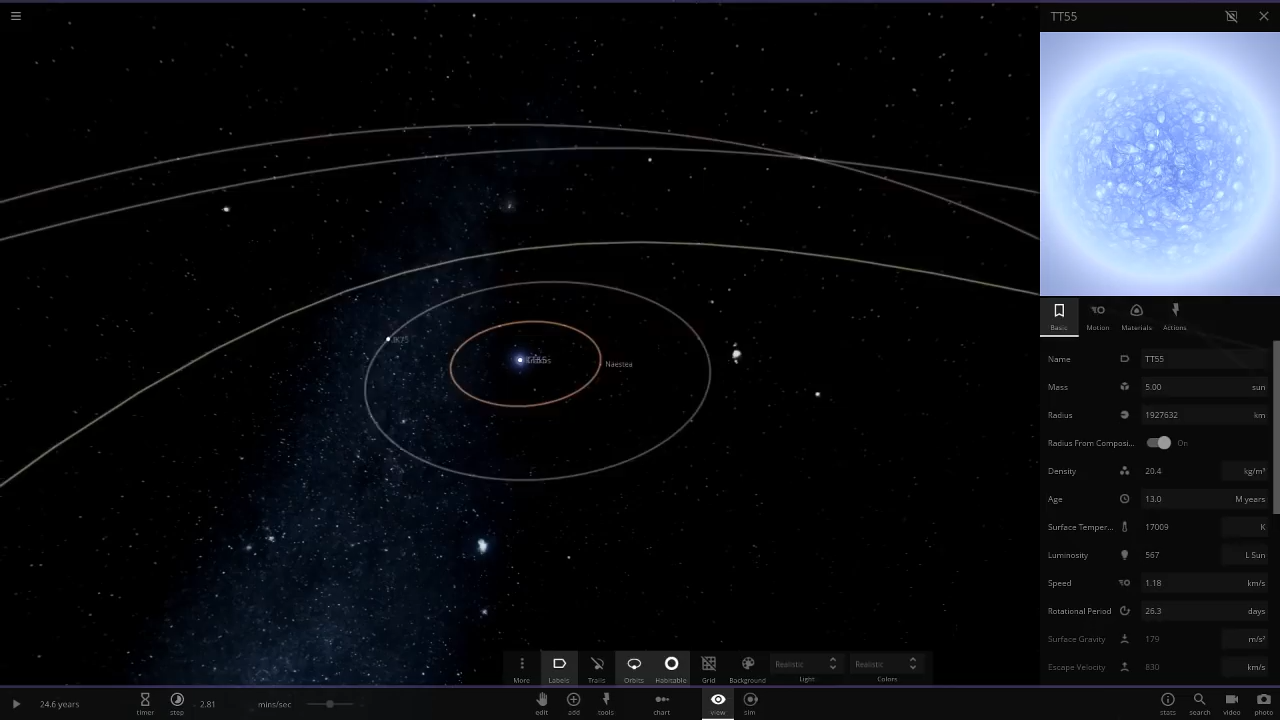 TT55
JK75
Naestea
Basic
Motion
Materials
Actions
Name TT55
Mass 5.00 sun
Radius 1927632 km
Radius From Composi... On
Density 20.4 kg/m³
Age 13.0 M years
Surface Temper... 17009 K
Luminosity 567 L Sun
Speed 1.18 km/s
Rotational Period 26.3 days
Surface Gravity 179 m/s²
Escape Velocity 830 km/s
Realistic Realistic
More Labels Trails Orbits Habitable Grid Background Light Colors
24.6 years
timer
step
2.81 mins/sec
edit add tools chart view sim
stats search video photo